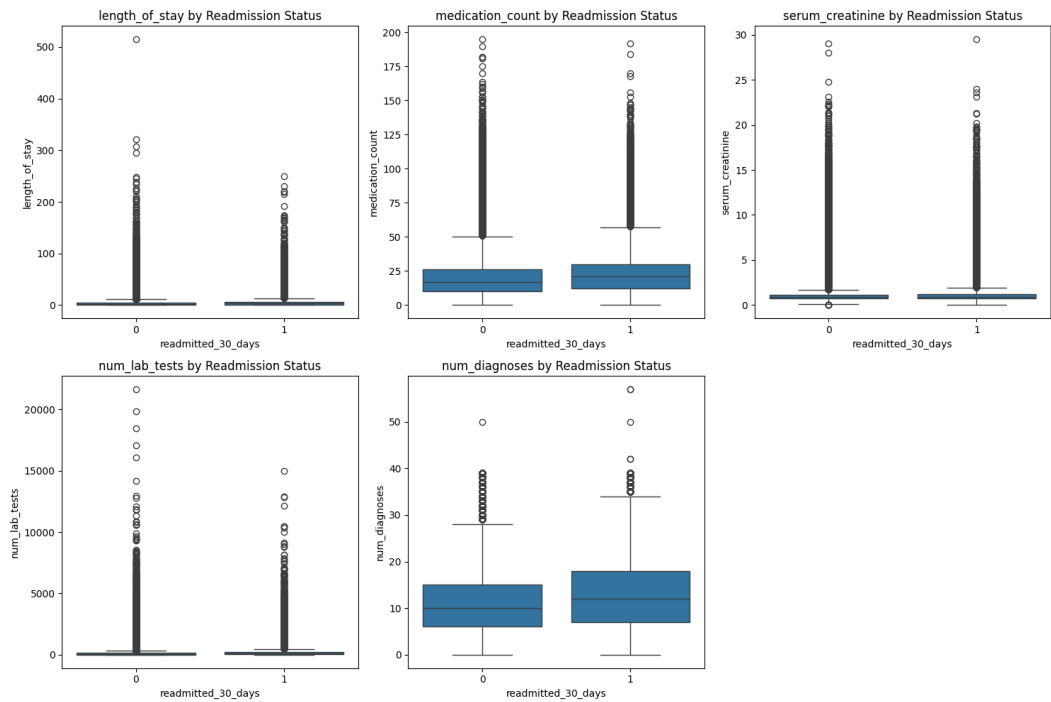 length_of_stay by Readmission Status
500
400
300
200
100
0
length_of_stay
0 1
readmitted_30_days
medication_count by Readmission Status
200
175
150
125
100
75
50
25
0
medication_count
0 1
readmitted_30_days
serum_creatinine by Readmission Status
30
25
20
15
10
5
0
serum_creatinine
0 1
readmitted_30_days
num_lab_tests by Readmission Status
20000
15000
10000
5000
0
num_lab_tests
0 1
readmitted_30_days
num_diagnoses by Readmission Status
50
40
30
20
10
0
num_diagnoses
0 1
readmitted_30_days